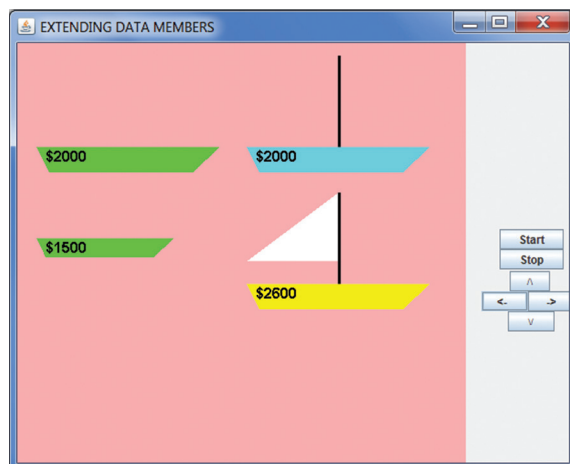 EXTENDING DATA MEMBERS
$2000
$2000
$1500
$2600
Start
Stop
Λ
<- ->
V